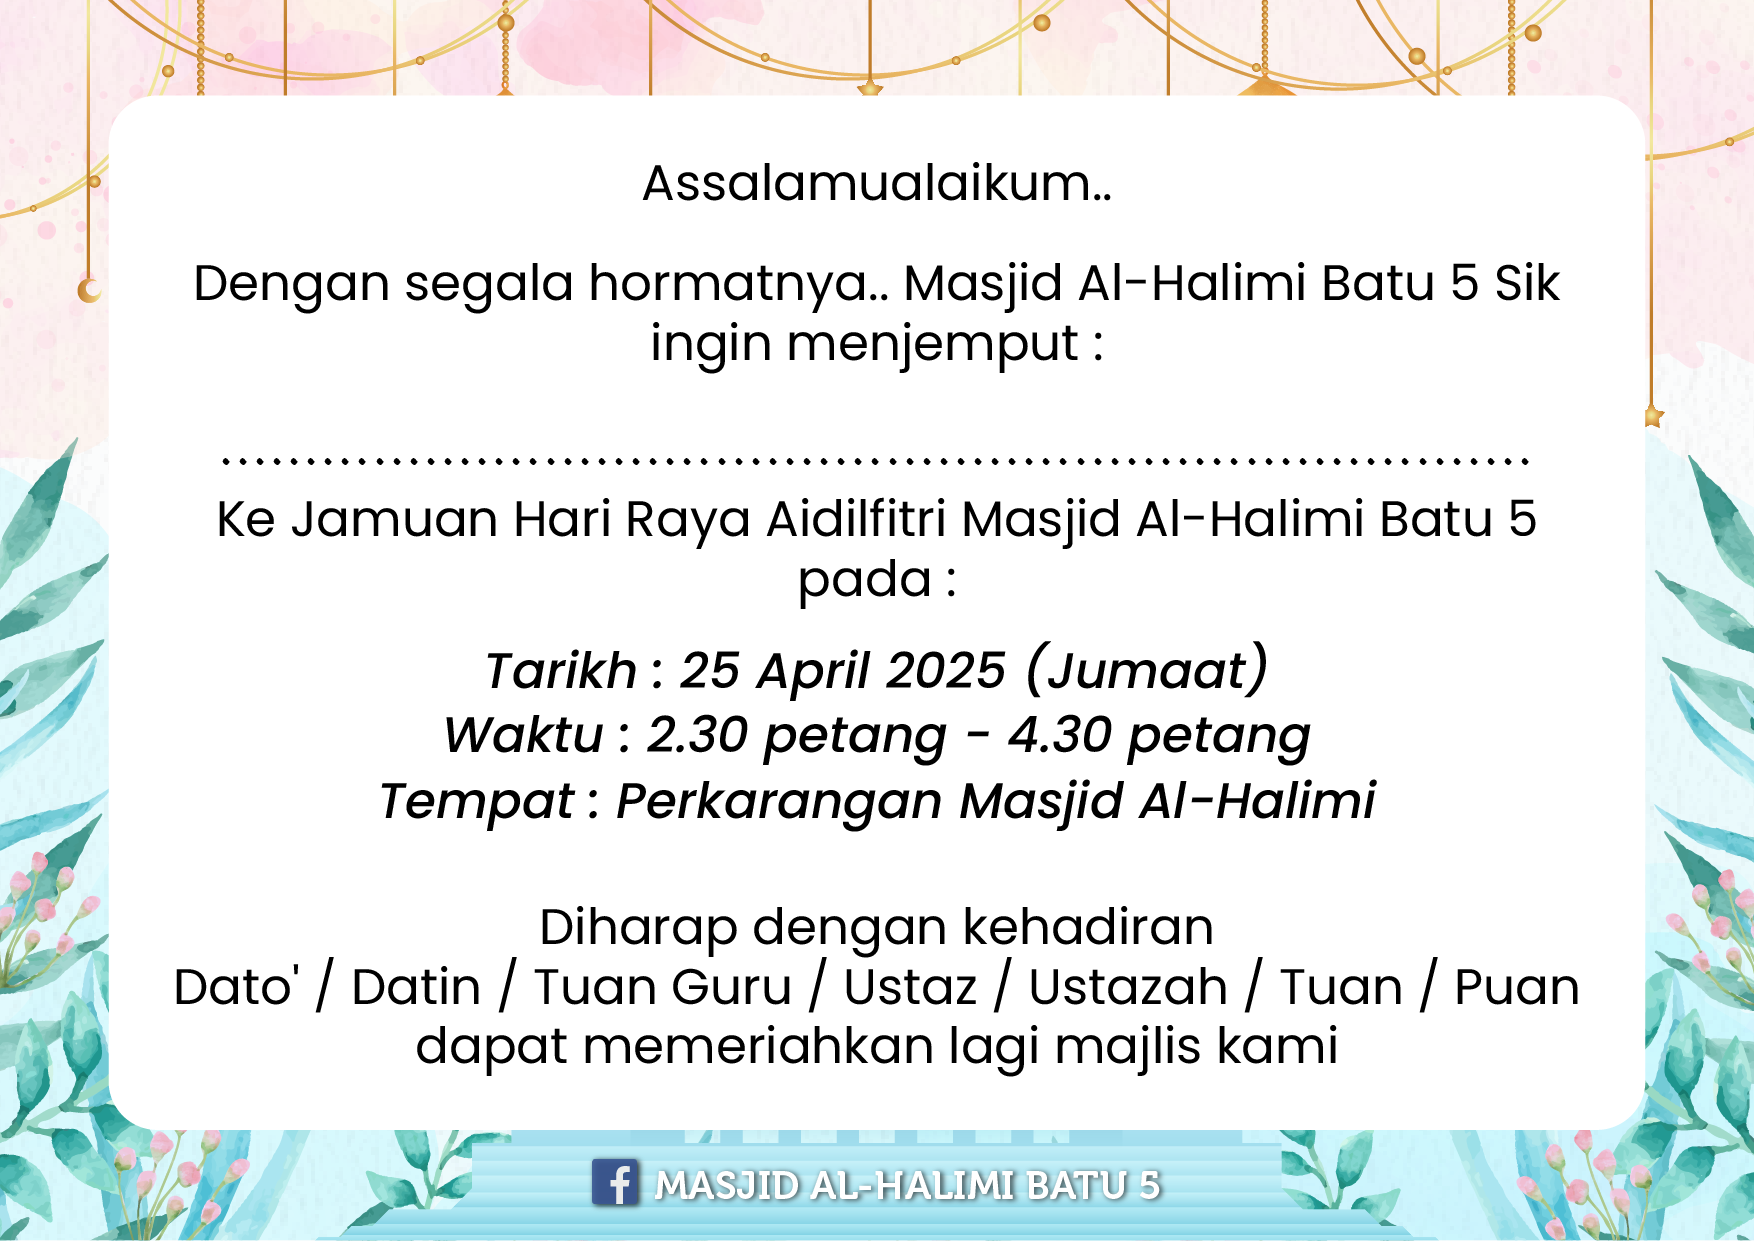 Assalamualaikum..
Dengan segala hormatnya.. Masjid Al-Halimi Batu 5 Sik
ingin menjemput :
................................................................................
Ke Jamuan Hari Raya Aidilfitri Masjid Al-Halimi Batu 5
pada :
Tarikh : 25 April 2025 (Jumaat)
Waktu : 2.30 petang - 4.30 petang
Tempat : Perkarangan Masjid Al-Halimi
Diharap dengan kehadiran
Dato' / Datin / Tuan Guru / Ustaz / Ustazah / Tuan / Puan
dapat memeriahkan lagi majlis kami
MASJID AL-HALIMI BATU 5